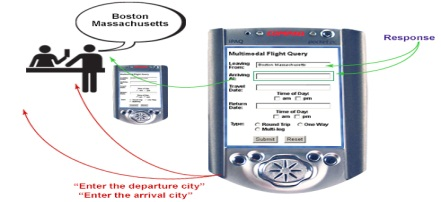 Boston
Massachusetts
Response
Multimodal Flight Query
Leaving
From:
Boston Massachusetts
Arriving
At:
Travel
Date:
Time of Day:
am pm
Return
Date:
Time of Day:
am pm
Type: Round Trip One Way
Multi-leg
Submit Reset
"Enter the departure city"
"Enter the arrival city"